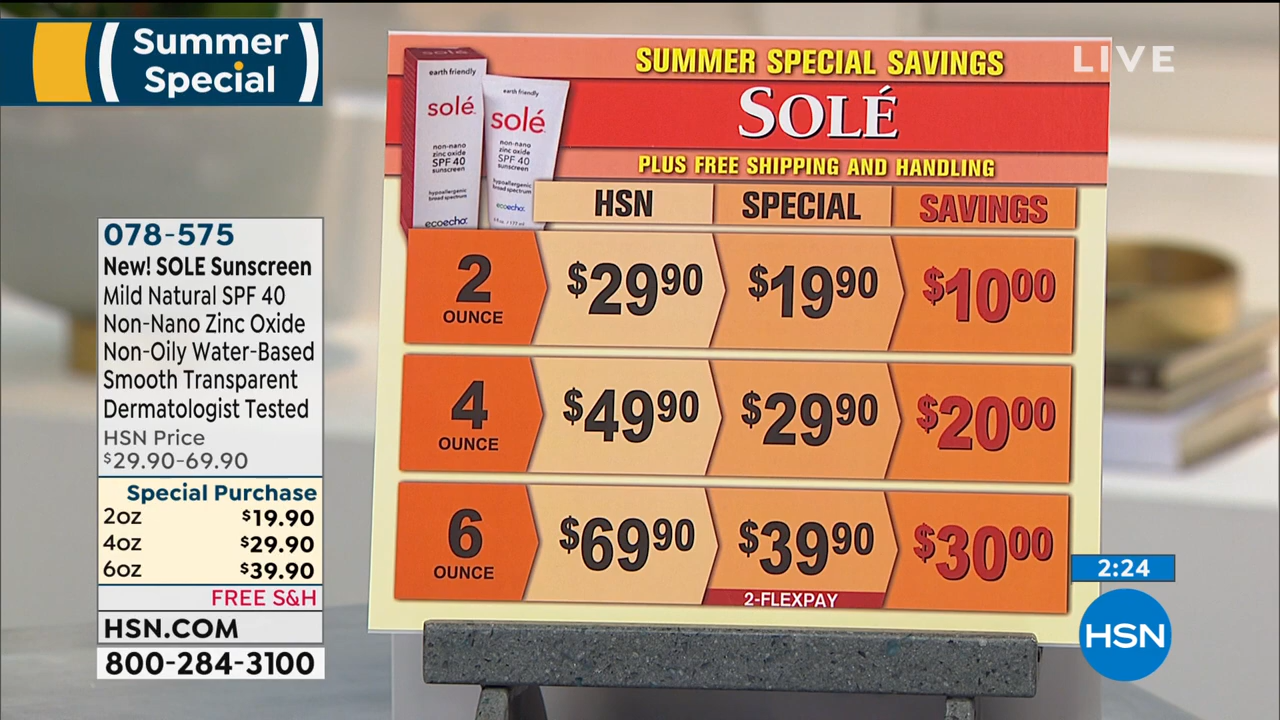 Summer
Special
078-575
New! SOLE Sunscreen
Mild Natural SPF 40
Non-Nano Zinc Oxide
Non-Oily Water-Based
Smooth Transparent
Dermatologist Tested
HSN Price
$29.90-69.90
Special Purchase
2oz $19.90
4oz $29.90
6oz $39.90
FREE S&H
HSN.COM
800-284-3100
SUMMER SPECIAL SAVINGS
SOLÉ
PLUS FREE SHIPPING AND HANDLING
earth friendly
solé
non-nano
zinc oxide
SPF 40
sunscreen
hypoallergenic
broad spectrum
ecoecho
earth friendly
solé
non-nano
zinc oxide
SPF 40
sunscreen
hypoallergenic
broad spectrum
ecoecho
HSN SPECIAL SAVINGS
2 OUNCE $29.90 $19.90 $10.00
4 OUNCE $49.90 $29.90 $20.00
6 OUNCE $69.90 $39.90 $30.00
2-FLEXPAY
LIVE
2:24
HSN